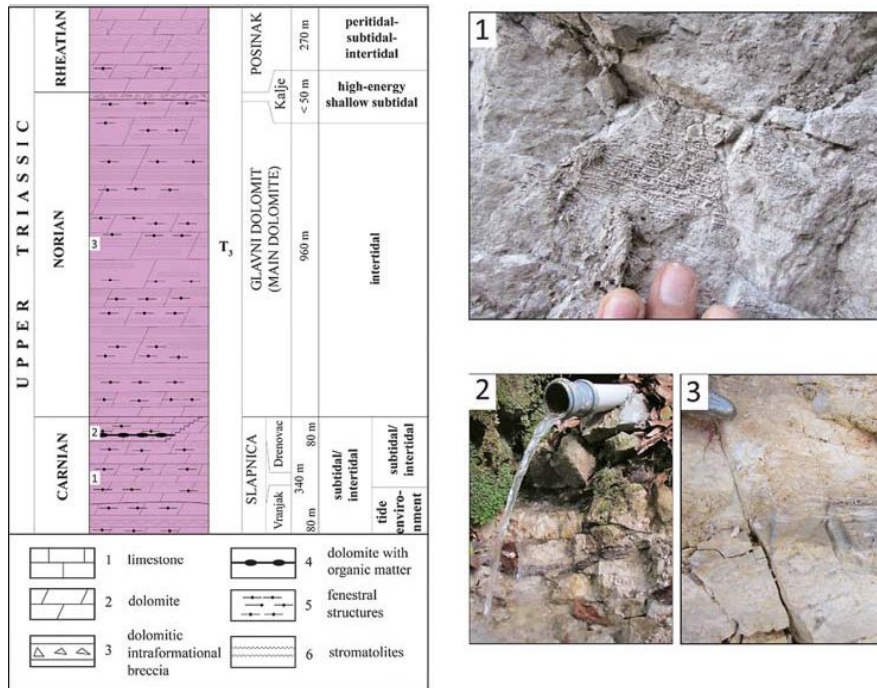 UPPER TRIASSIC
RHEATIAN
NORIAN
CARNIAN
3
2
1
T3
POSINAK
Kalje
GLAVNI DOLOMIT
(MAIN DOLOMITE)
SLAPNICA
Drenovac
Vranjak
270 m
< 50 m
960 m
80 m
340 m
80 m
peritidal-
subtidal-
intertidal
high-energy
shallow subtidal
intertidal
subtidal/
intertidal
subtidal/
intertidal
tide
enviro-
nment
1 limestone
2 dolomite
3 dolomitic
intraformational
breccia
4 dolomite with
organic matter
5 fenestral
structures
6 stromatolites
1
2
3